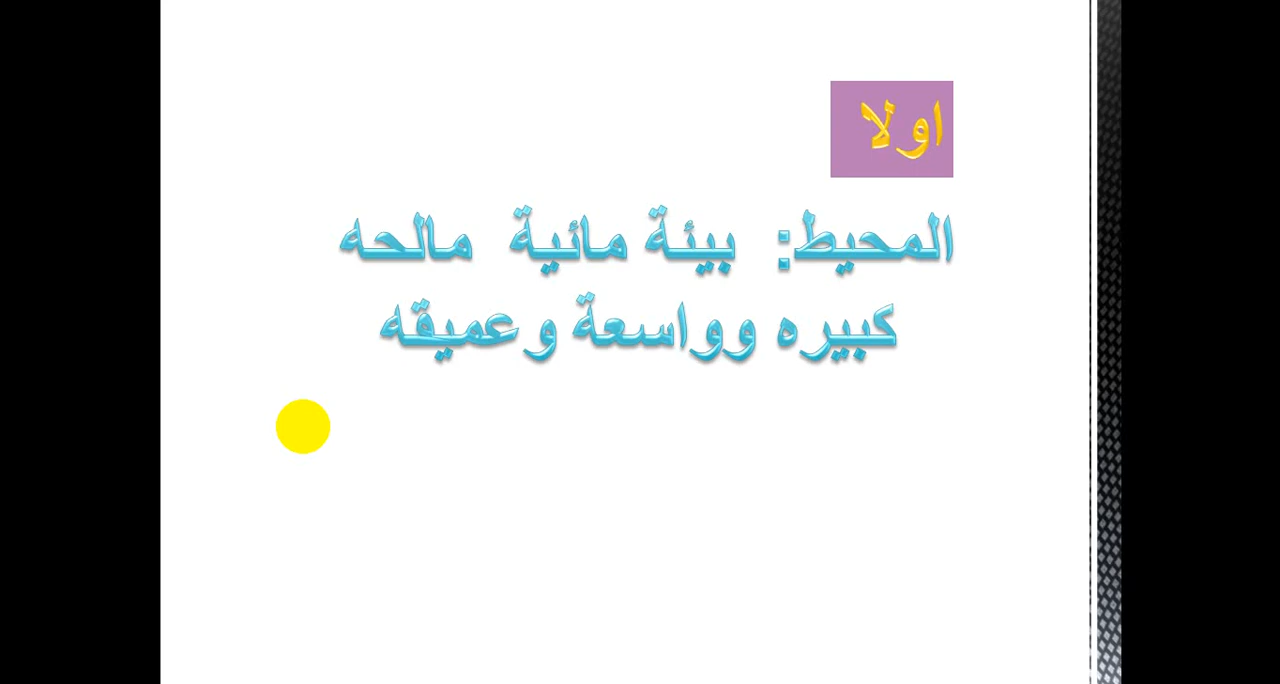 اولا
المحيط: بيئة مائية مالحه
كبيره وواسعة وعميقه